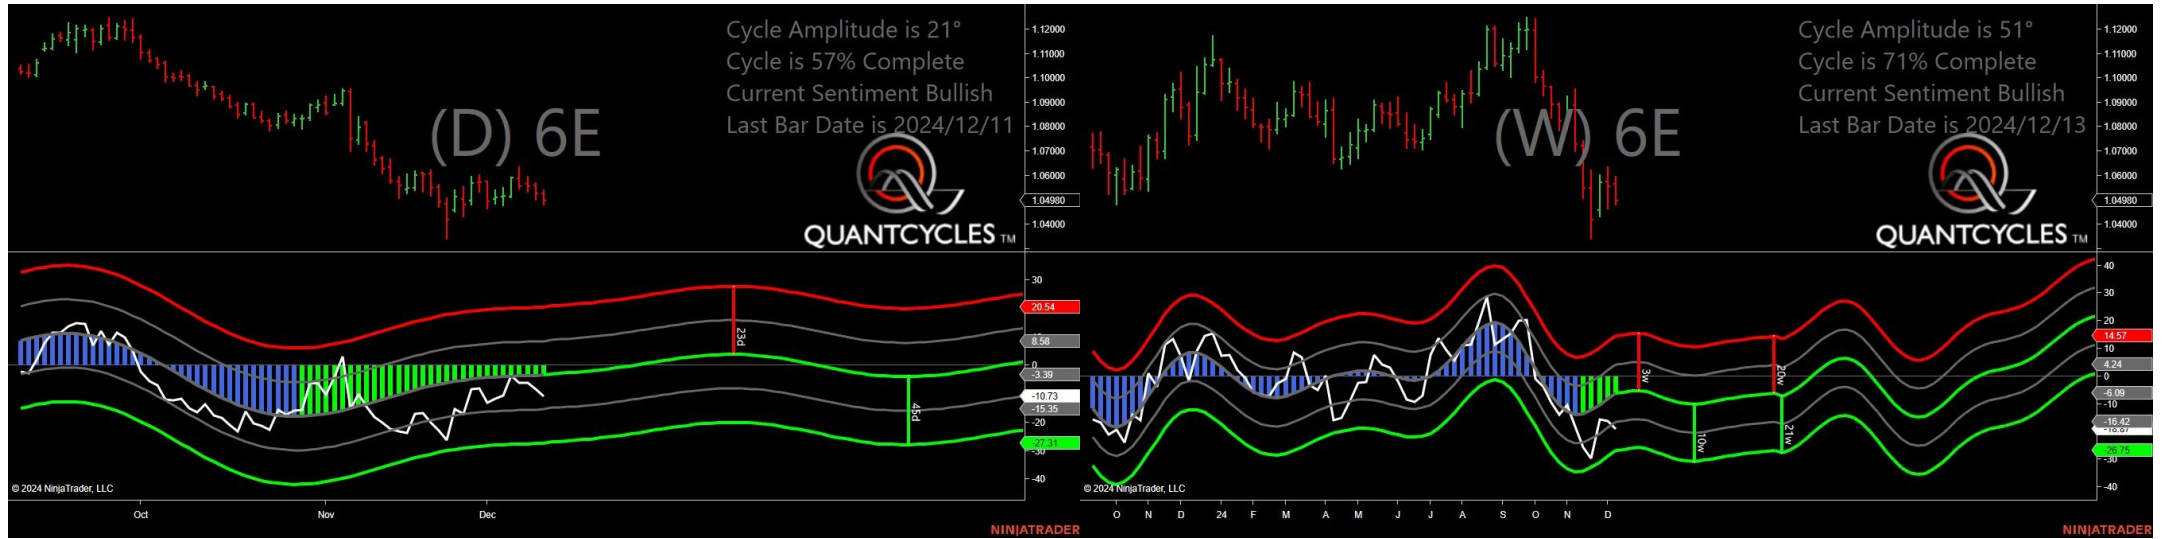 Cycle Amplitude is 21°
Cycle is 57% Complete
Current Sentiment Bullish
Last Bar Date is 2024/12/11
(D) 6E
QUANTCYCLES TM
1.12000
1.11000
1.10000
1.09000
1.08000
1.07000
1.06000
1.04980
1.04000
30
20.54
8.58
0
-3.39
-10.73
-15.35
-20
-27.31
-30
-40
23d
45d
© 2024 NinjaTrader, LLC
Oct Nov Dec
NINJATRADER
Cycle Amplitude is 51°
Cycle is 71% Complete
Current Sentiment Bullish
Last Bar Date is 2024/12/13
(W) 6E
QUANTCYCLES TM
1.12000
1.11000
1.10000
1.09000
1.08000
1.07000
1.06000
1.04980
1.04000
40
30
20
14.57
10
4.24
0
-6.09
-10
-16.42
-26.75
-30
-40
3w
10w
20w
21w
© 2024 NinjaTrader, LLC
O N D 24 F M A M J J A S O N D
NINJATRADER